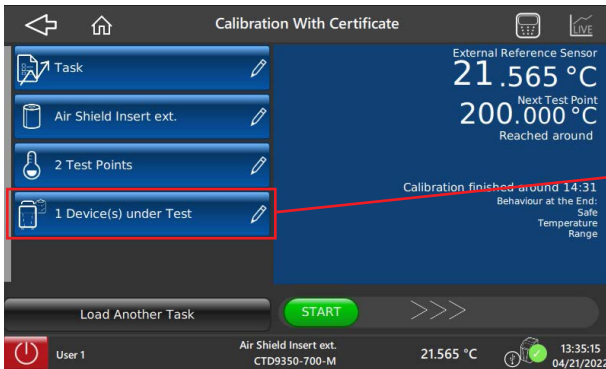 Calibration With Certificate
LIVE
Task
Air Shield Insert ext.
2 Test Points
1 Device(s) under Test
Load Another Task
External Reference Sensor
21.565 °C
Next Test Point
200.000 °C
Reached around
Calibration finished around 14:31
Behaviour at the End:
Safe
Temperature
Range
START
>>>
User 1
Air Shield Insert ext.
CTD9350-700-M
21.565 °C
13:35:15
04/21/2022